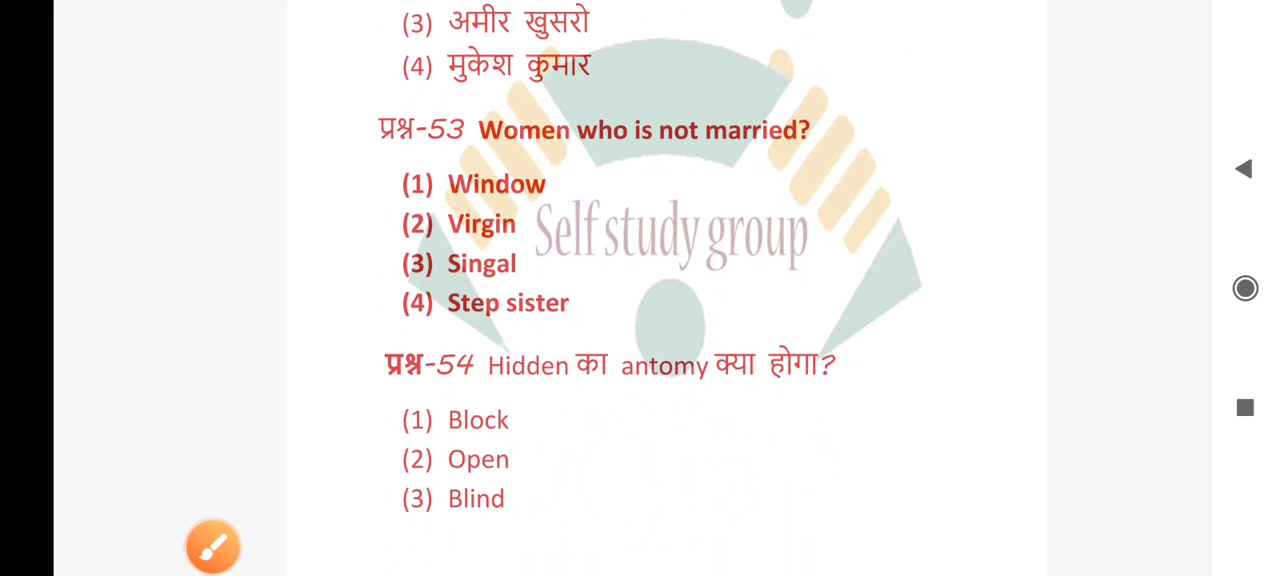 (3) अमीर खुसरो
(4) मुकेश कुमार
प्रश्न-53 Women who is not married?
(1) Window
(2) Virgin
(3) Singal
(4) Step sister
Self study group
प्रश्न-54 Hidden का antomy क्या होगा?
(1) Block
(2) Open
(3) Blind